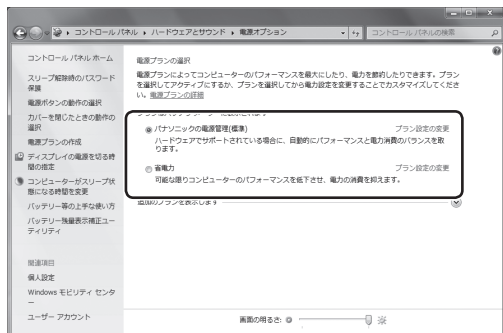 コントロール パネル ▸ ハードウェアとサウンド ▸ 電源オプション
コントロール パネルの検索
コントロール パネル ホーム
スリープ解除時のパスワード
保護
電源ボタンの動作の選択
カバーを閉じたときの動作の
選択
電源プランの作成
ディスプレイの電源を切る時
間の指定
コンピューターがスリープ状
態になる時間を変更
バッテリー等の上手な使い方
バッテリー残量表示補正ユー
ティリティ
関連項目
個人設定
Windows モビリティ センタ
ー
ユーザー アカウント
電源プランの選択
電源プランによってコンピューターのパフォーマンスを最大にしたり、電力を節約したりできます。プラン
を選択してアクティブにするか、プランを選択してから電力設定を変更することでカスタマイズしてくださ
い。電源プランの詳細
パナソニックの電源管理(標準) プラン設定の変更
ハードウェアでサポートされている場合に、自動的にパフォーマンスと電力消費のバランスを取
ります。
省電力 プラン設定の変更
可能な限りコンピューターのパフォーマンスを低下させ、電力の消費を抑えます。
追加のプランを表示します
画面の明るさ: